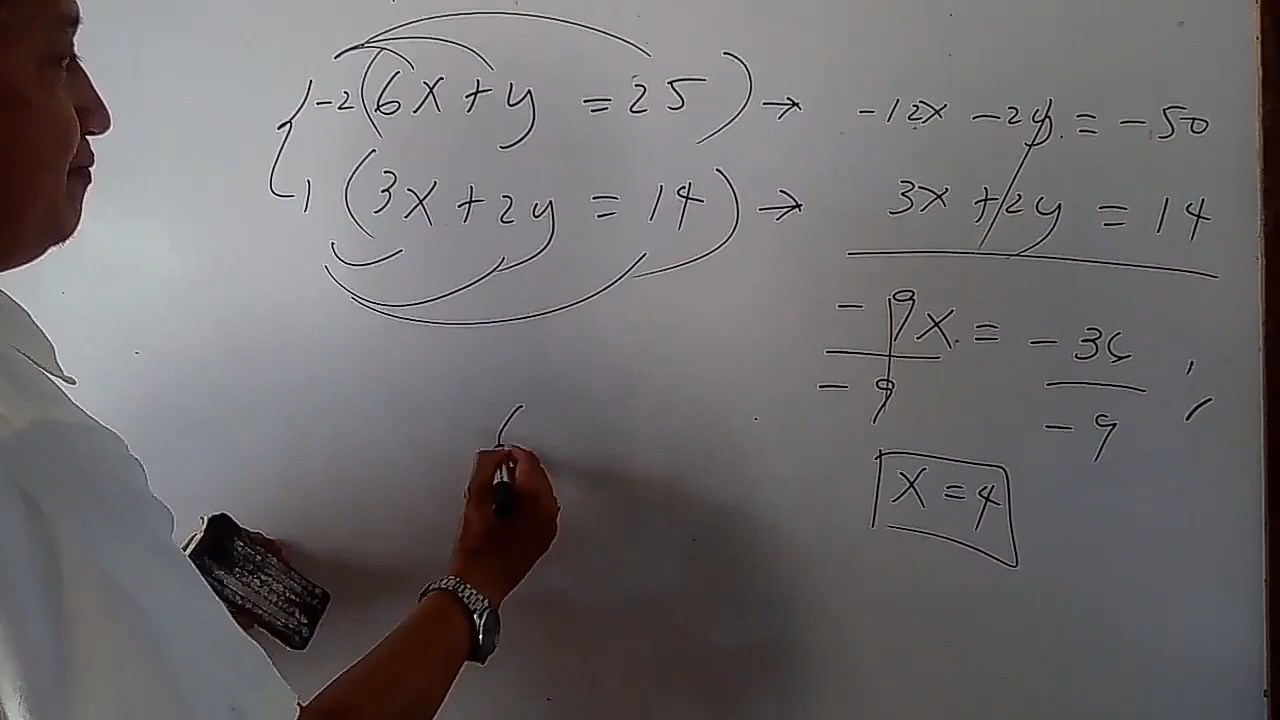 -2(6x + y = 25) → -12x - 2y = -50
1(3x + 2y = 14) → 3x + 2y = 14
-9x = -36
-9 -9
x = 4